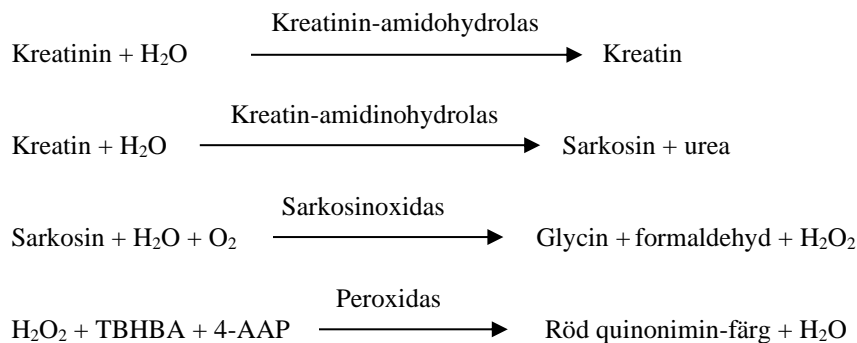 Kreatinin-amidohydrolas
Kreatinin + H₂O Kreatin
Kreatin-amidinohydrolas
Kreatin + H₂O Sarkosin + urea
Sarkosinoxidas
Sarkosin + H₂O + O₂ Glycin + formaldehyd + H₂O₂
Peroxidas
H₂O₂ + TBHBA + 4-AAP Röd quinonimin-färg + H₂O